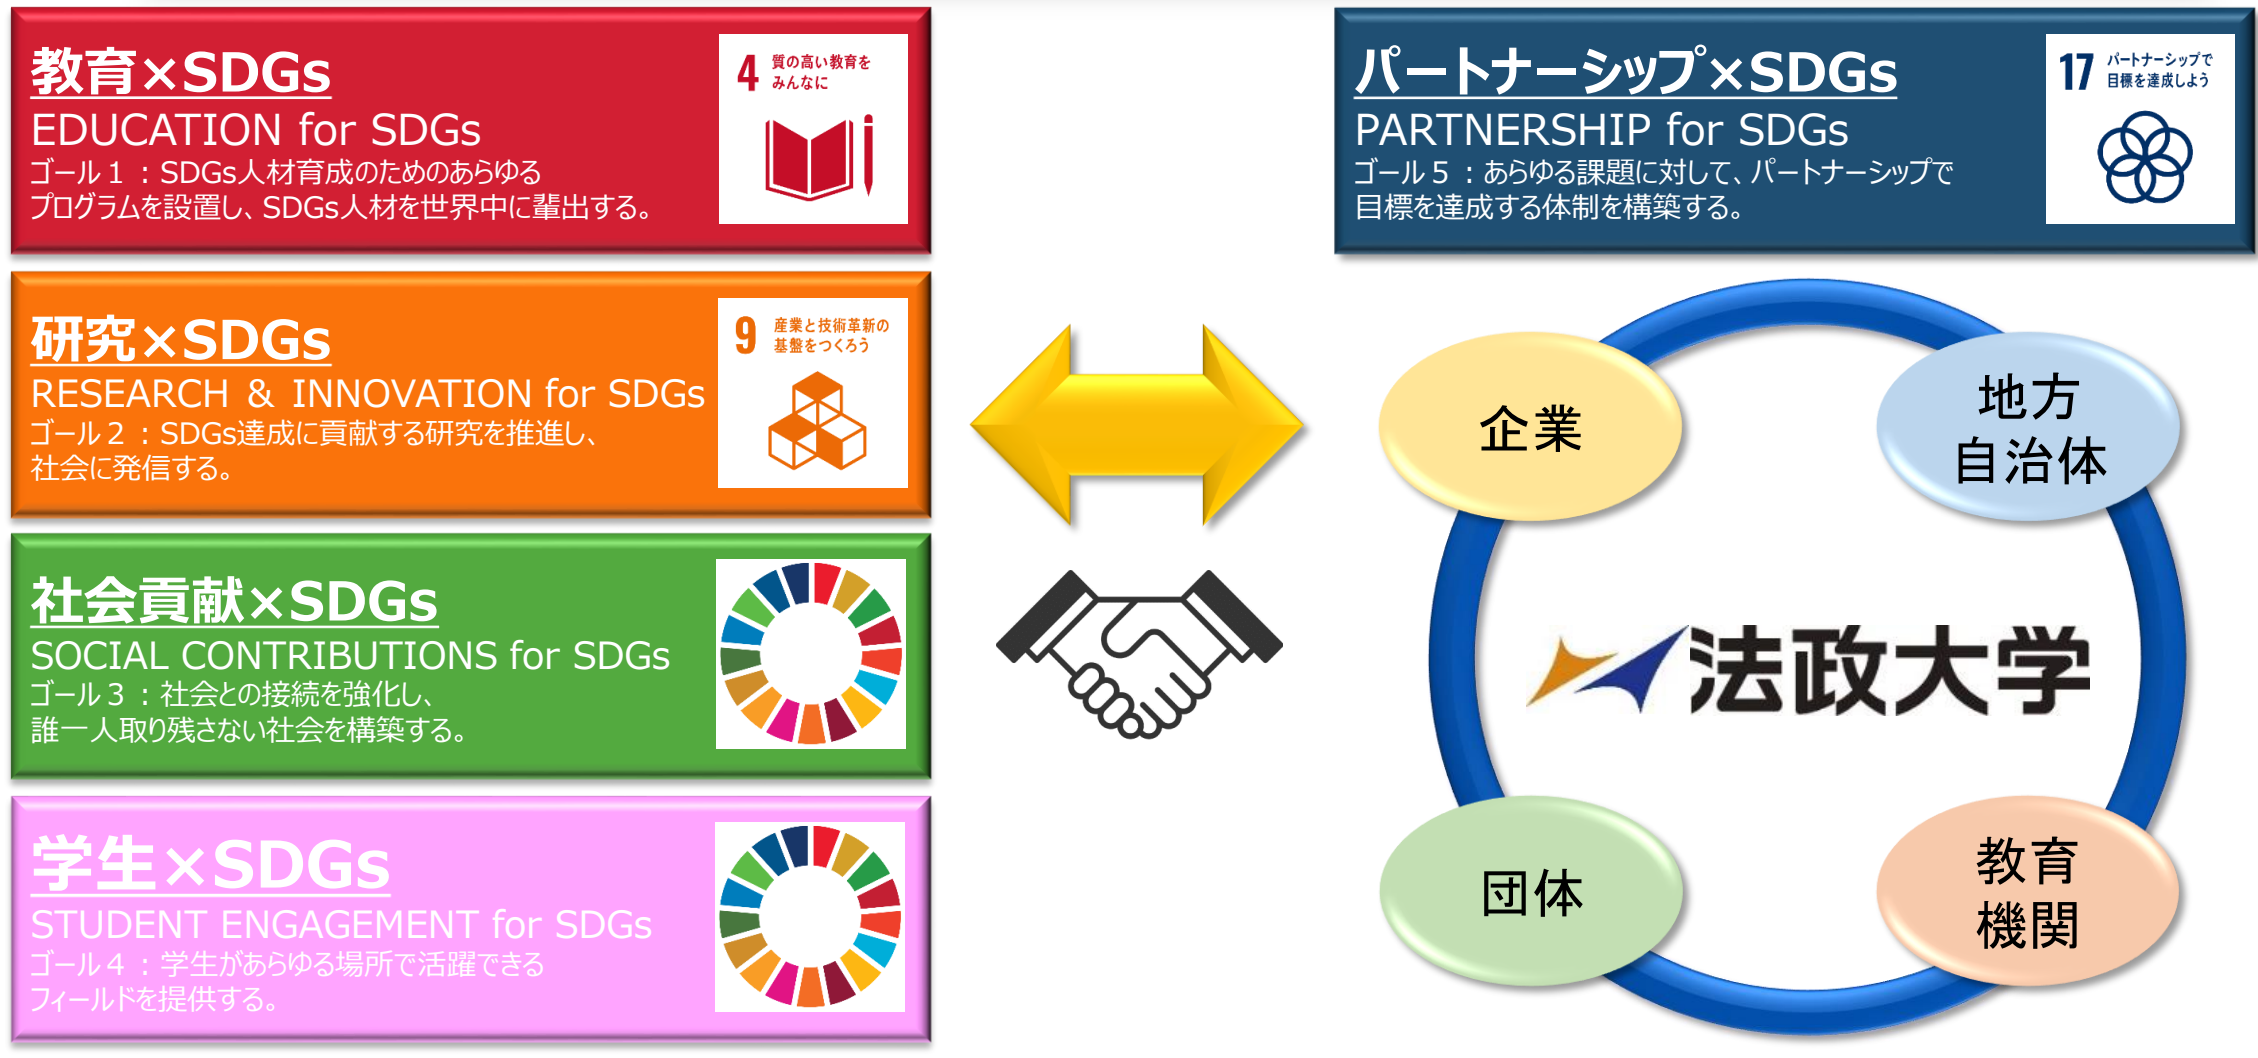 教育×SDGs
EDUCATION for SDGs
ゴール１：SDGs人材育成のためのあらゆる
プログラムを設置し、SDGs人材を世界中に輩出する。
4 質の高い教育を
みんなに
研究×SDGs
RESEARCH ＆ INNOVATION for SDGs
ゴール２：SDGs達成に貢献する研究を推進し、
社会に発信する。
9 産業と技術革新の
基盤をつくろう
社会貢献×SDGs
SOCIAL CONTRIBUTIONS for SDGs
ゴール３：社会との接続を強化し、
誰一人取り残さない社会を構築する。
学生×SDGs
STUDENT ENGAGEMENT for SDGs
ゴール４：学生があらゆる場所で活躍できる
フィールドを提供する。
パートナーシップ×SDGs
PARTNERSHIP for SDGs
ゴール５：あらゆる課題に対して、パートナーシップで
目標を達成する体制を構築する。
17 パートナーシップで
目標を達成しよう
企業
地方
自治体
法政大学
団体
教育
機関